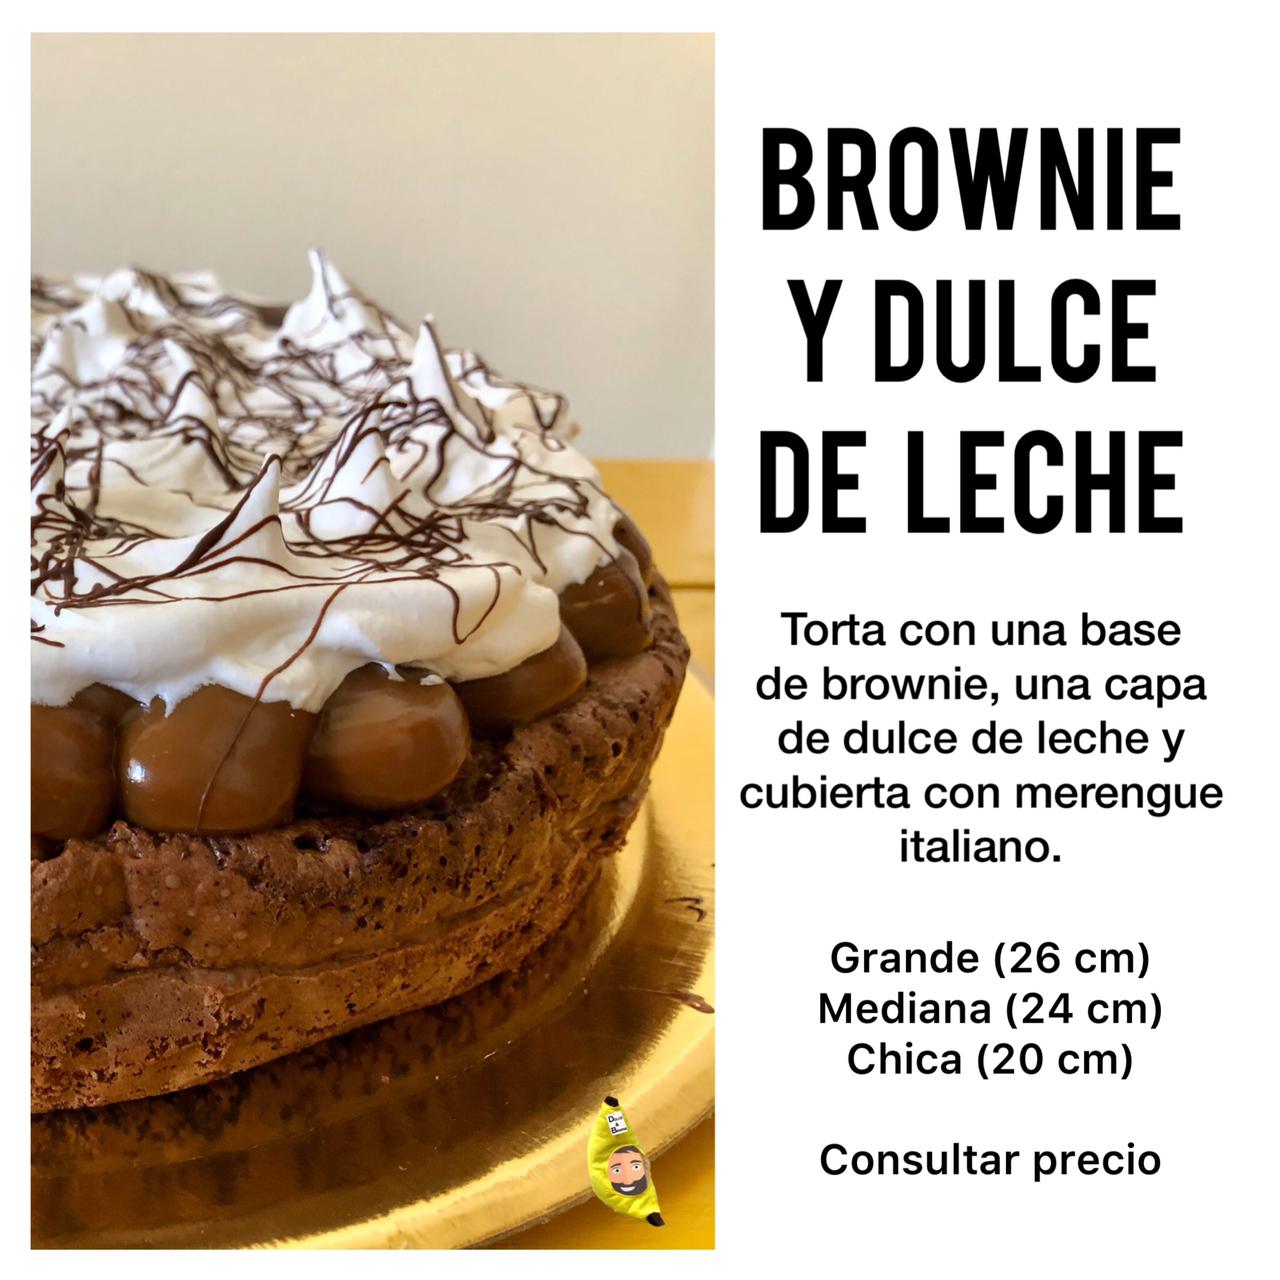 BROWNIE
Y DULCE
DE LECHE
Torta con una base
de brownie, una capa
de dulce de leche y
cubierta con merengue
italiano.
Grande (26 cm)
Mediana (24 cm)
Chica (20 cm)
Consultar precio